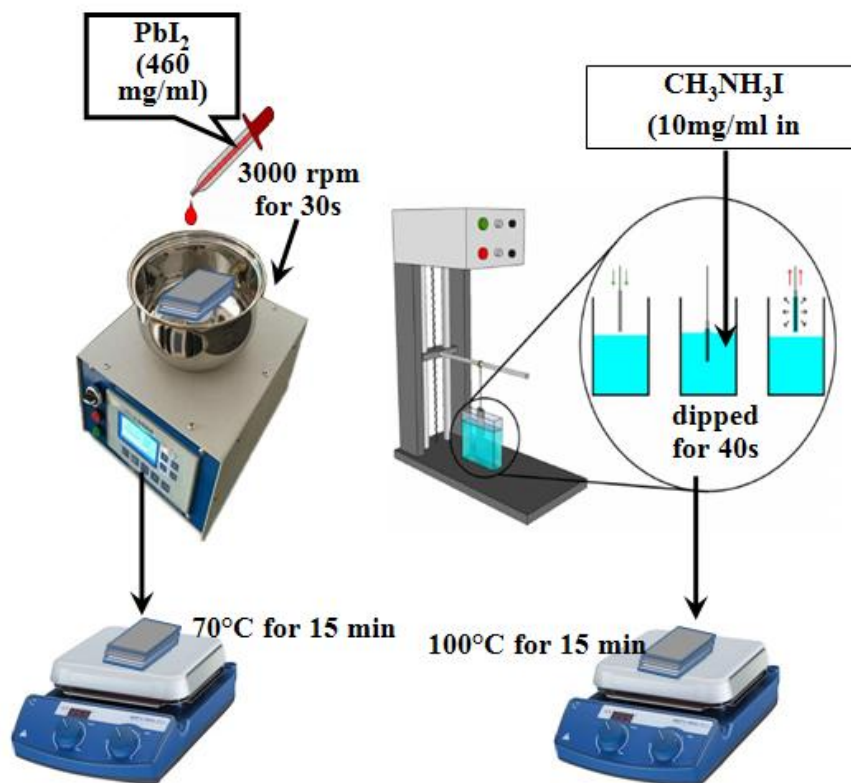 PbI₂
(460
mg/ml)
3000 rpm
for 30s
CH₃NH₃I
(10mg/ml in
dipped
for 40s
70°C for 15 min
100°C for 15 min